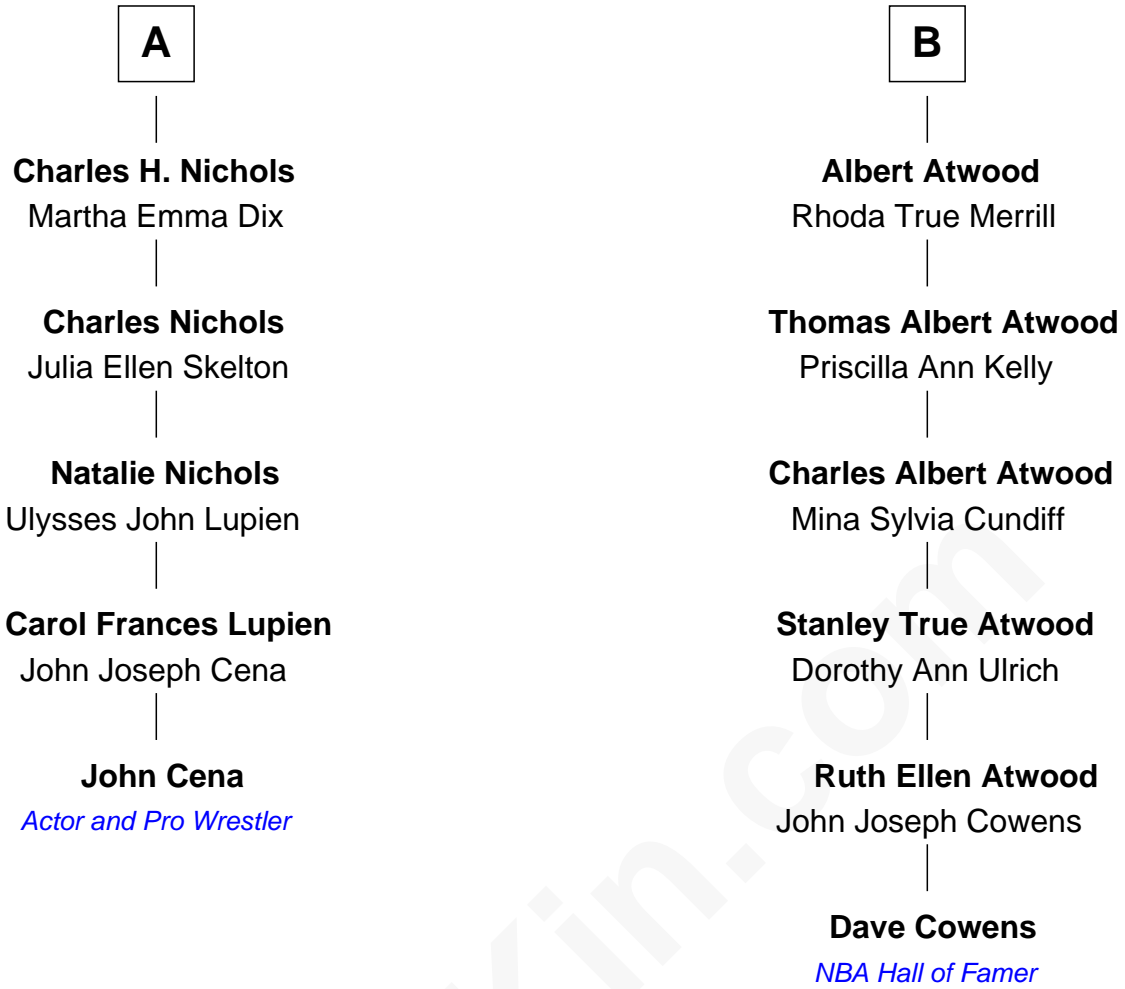 A
Charles H. Nichols
Martha Emma Dix
Charles Nichols
Julia Ellen Skelton
Natalie Nichols
Ulysses John Lupien
Carol Frances Lupien
John Joseph Cena
John Cena
Actor and Pro Wrestler
B
Albert Atwood
Rhoda True Merrill
Thomas Albert Atwood
Priscilla Ann Kelly
Charles Albert Atwood
Mina Sylvia Cundiff
Stanley True Atwood
Dorothy Ann Ulrich
Ruth Ellen Atwood
John Joseph Cowens
Dave Cowens
NBA Hall of Famer
Kin.com